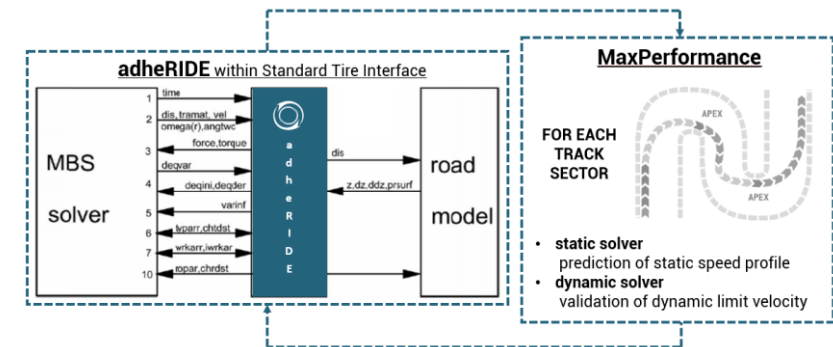 adheRIDE within Standard Tire Interface
MBS
solver
1 time
2 dis,tramat, vel
omega(r),angtwc
3 force,torque
deqvar
4 deqini,deqder
5 varinf
6 typarr,chtdst
7 wrkarr,iwrkar
10 ropar,chrdst
a
d
h
e
R
I
D
E
dis
z,dz,ddz,prsurf
road
model
MaxPerformance
FOR EACH
TRACK
SECTOR
APEX
APEX
• static solver
prediction of static speed profile
• dynamic solver
validation of dynamic limit velocity